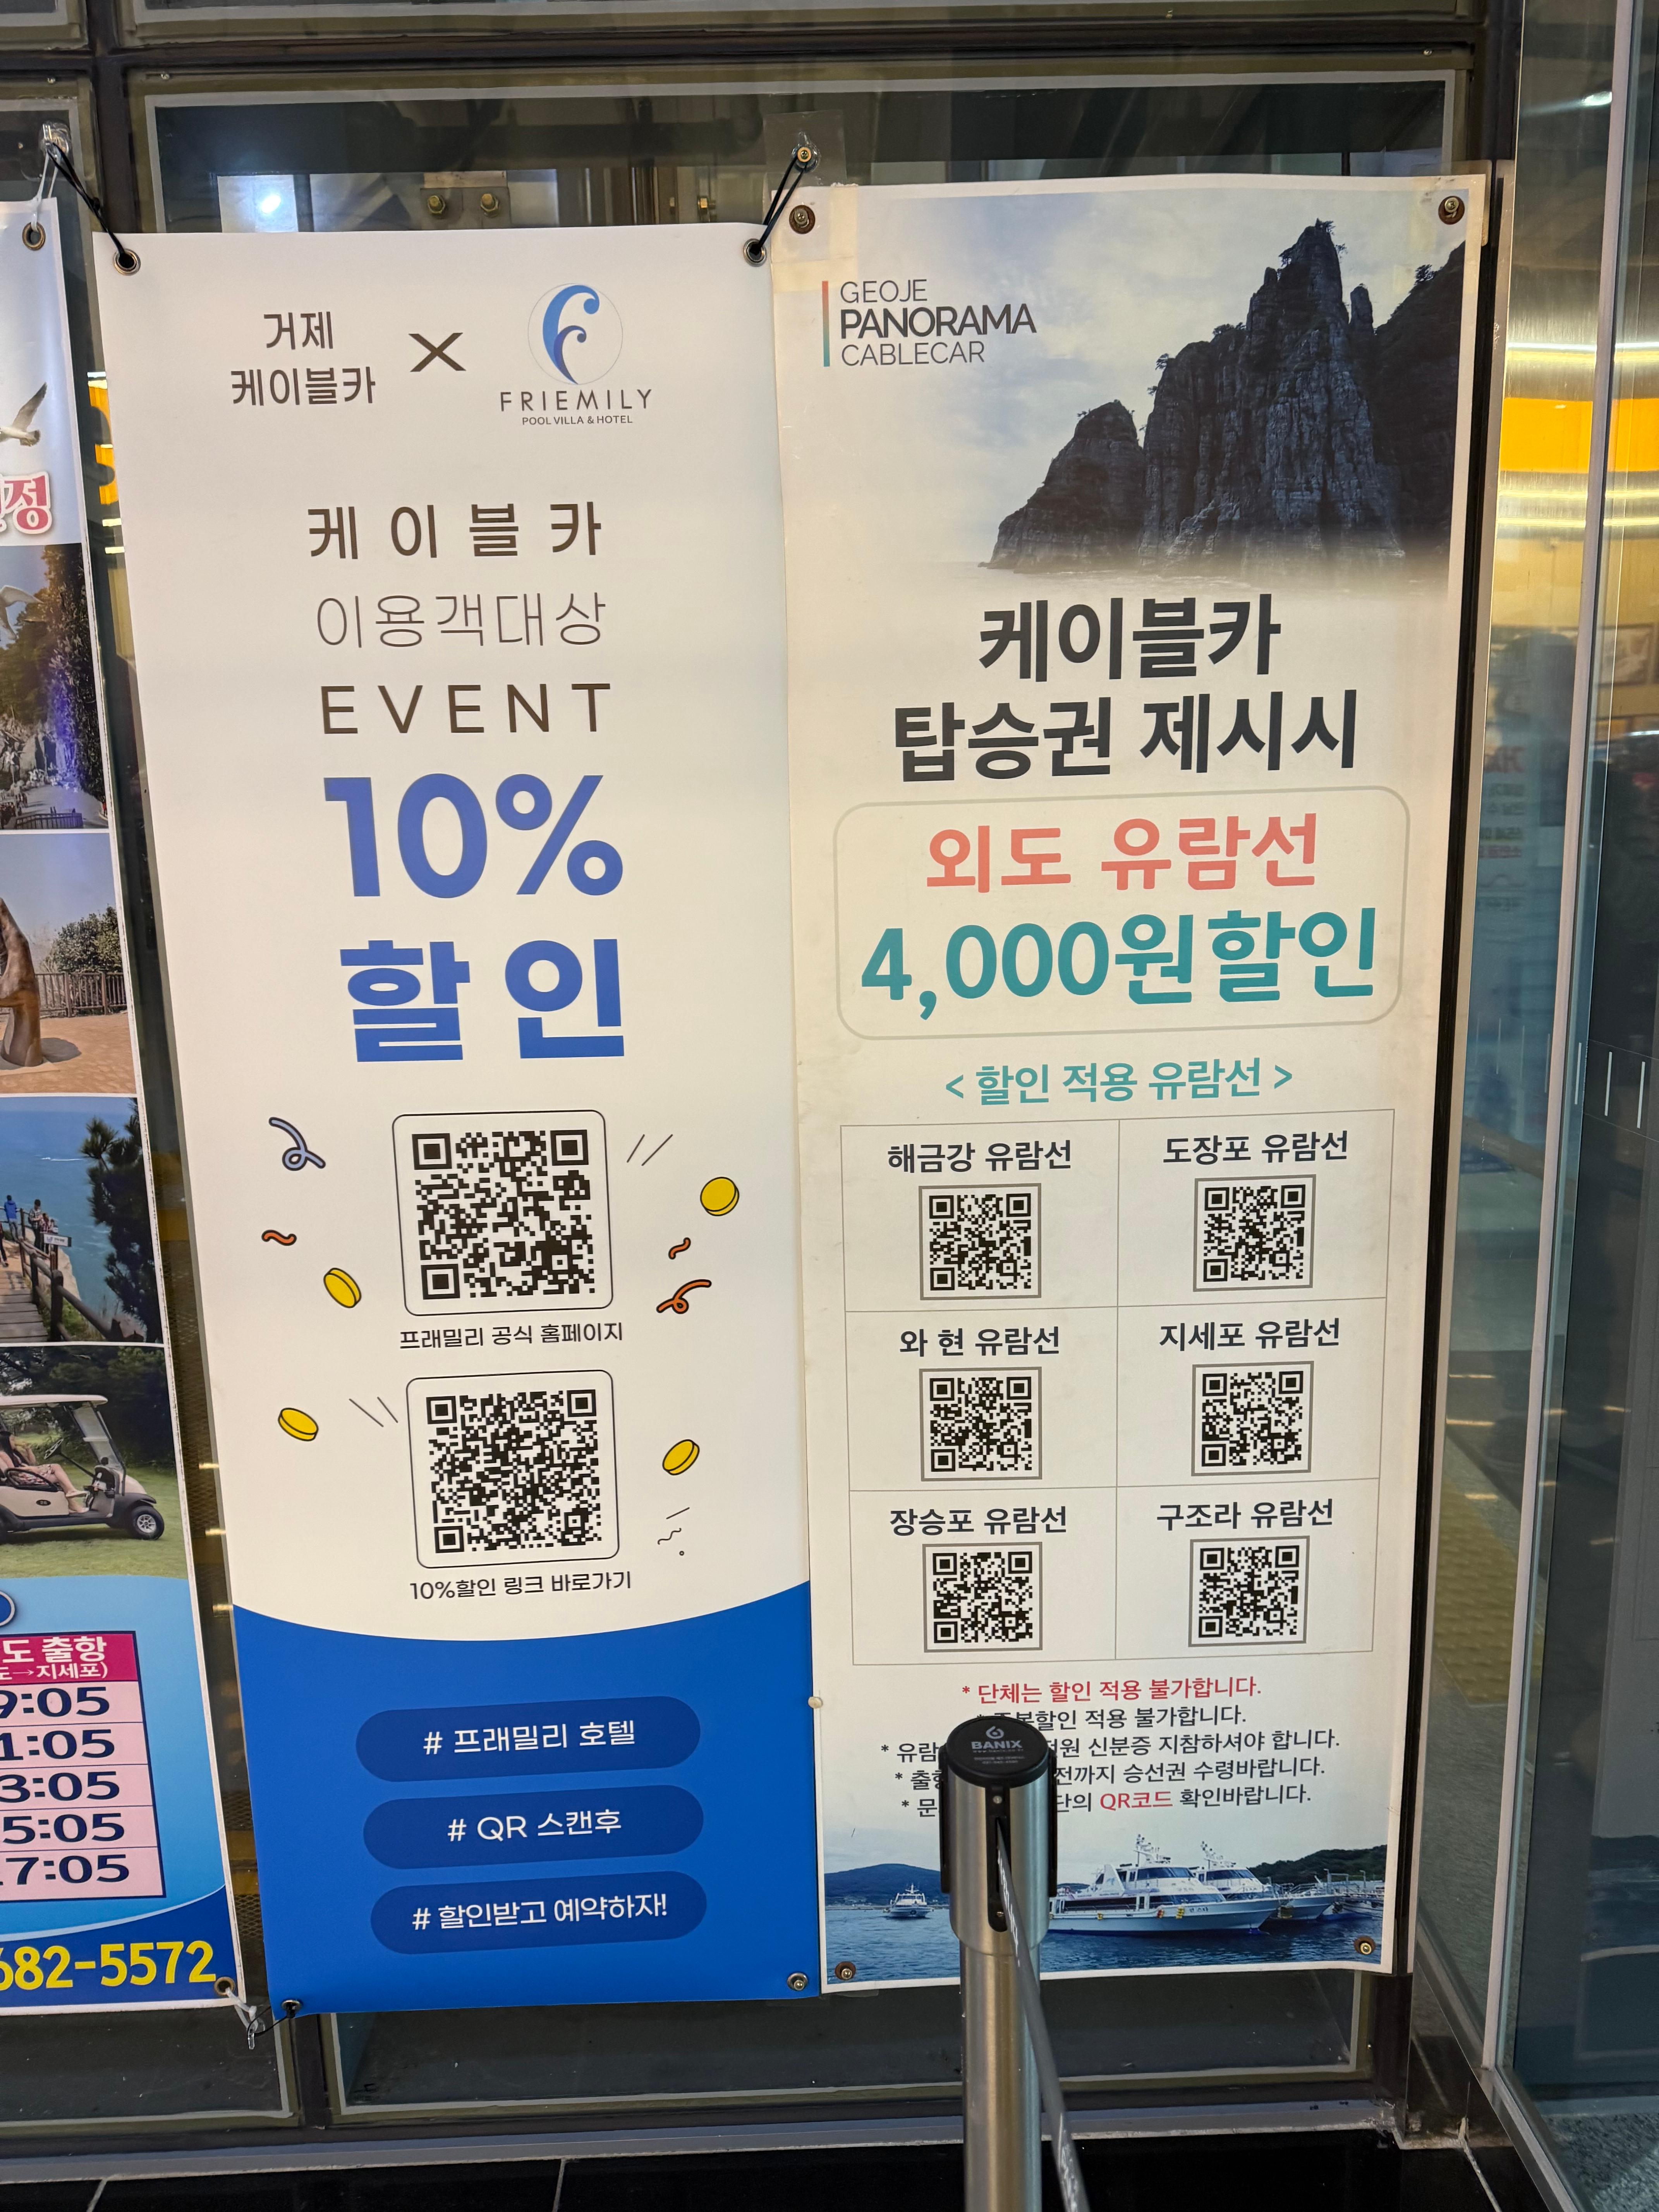 도 출항
→지세포)
9:05
1:05
3:05
5:05
7:05
682-5572
거제
케이블카
X
FRIEMILY
POOL VILLA & HOTEL
케이블카
이용객대상
EVENT
10%
할인
프래밀리 공식 홈페이지
10%할인 링크 바로가기
# 프래밀리 호텔
# QR 스캔후
# 할인받고 예약하자!
GEOJE
PANORAMA
CABLECAR
케이블카
탑승권 제시시
외도 유람선
4,000원할인
< 할인 적용 유람선 >
해금강 유람선
도장포 유람선
와 현 유람선
지세포 유람선
장승포 유람선
구조라 유람선
* 단체는 할인 적용 불가합니다.
적용 불가합니다.
* 신분증 지참하셔야 합니다.
* 승선권 수령바랍니다.
* QR코드 확인바랍니다.
BANIX